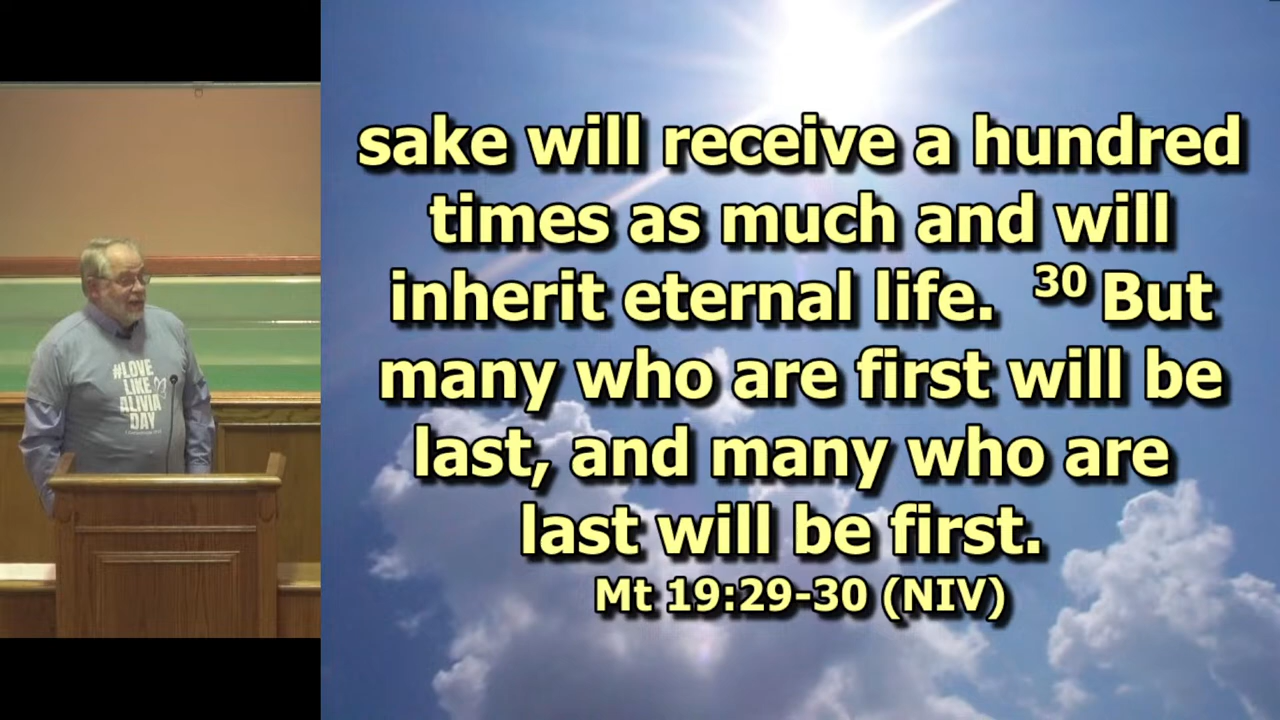 #LOVE
LIKE
ALIVIA
DAY
sake will receive a hundred
times as much and will
inherit eternal life. 30 But
many who are first will be
last, and many who are
last will be first.
Mt 19:29-30 (NIV)